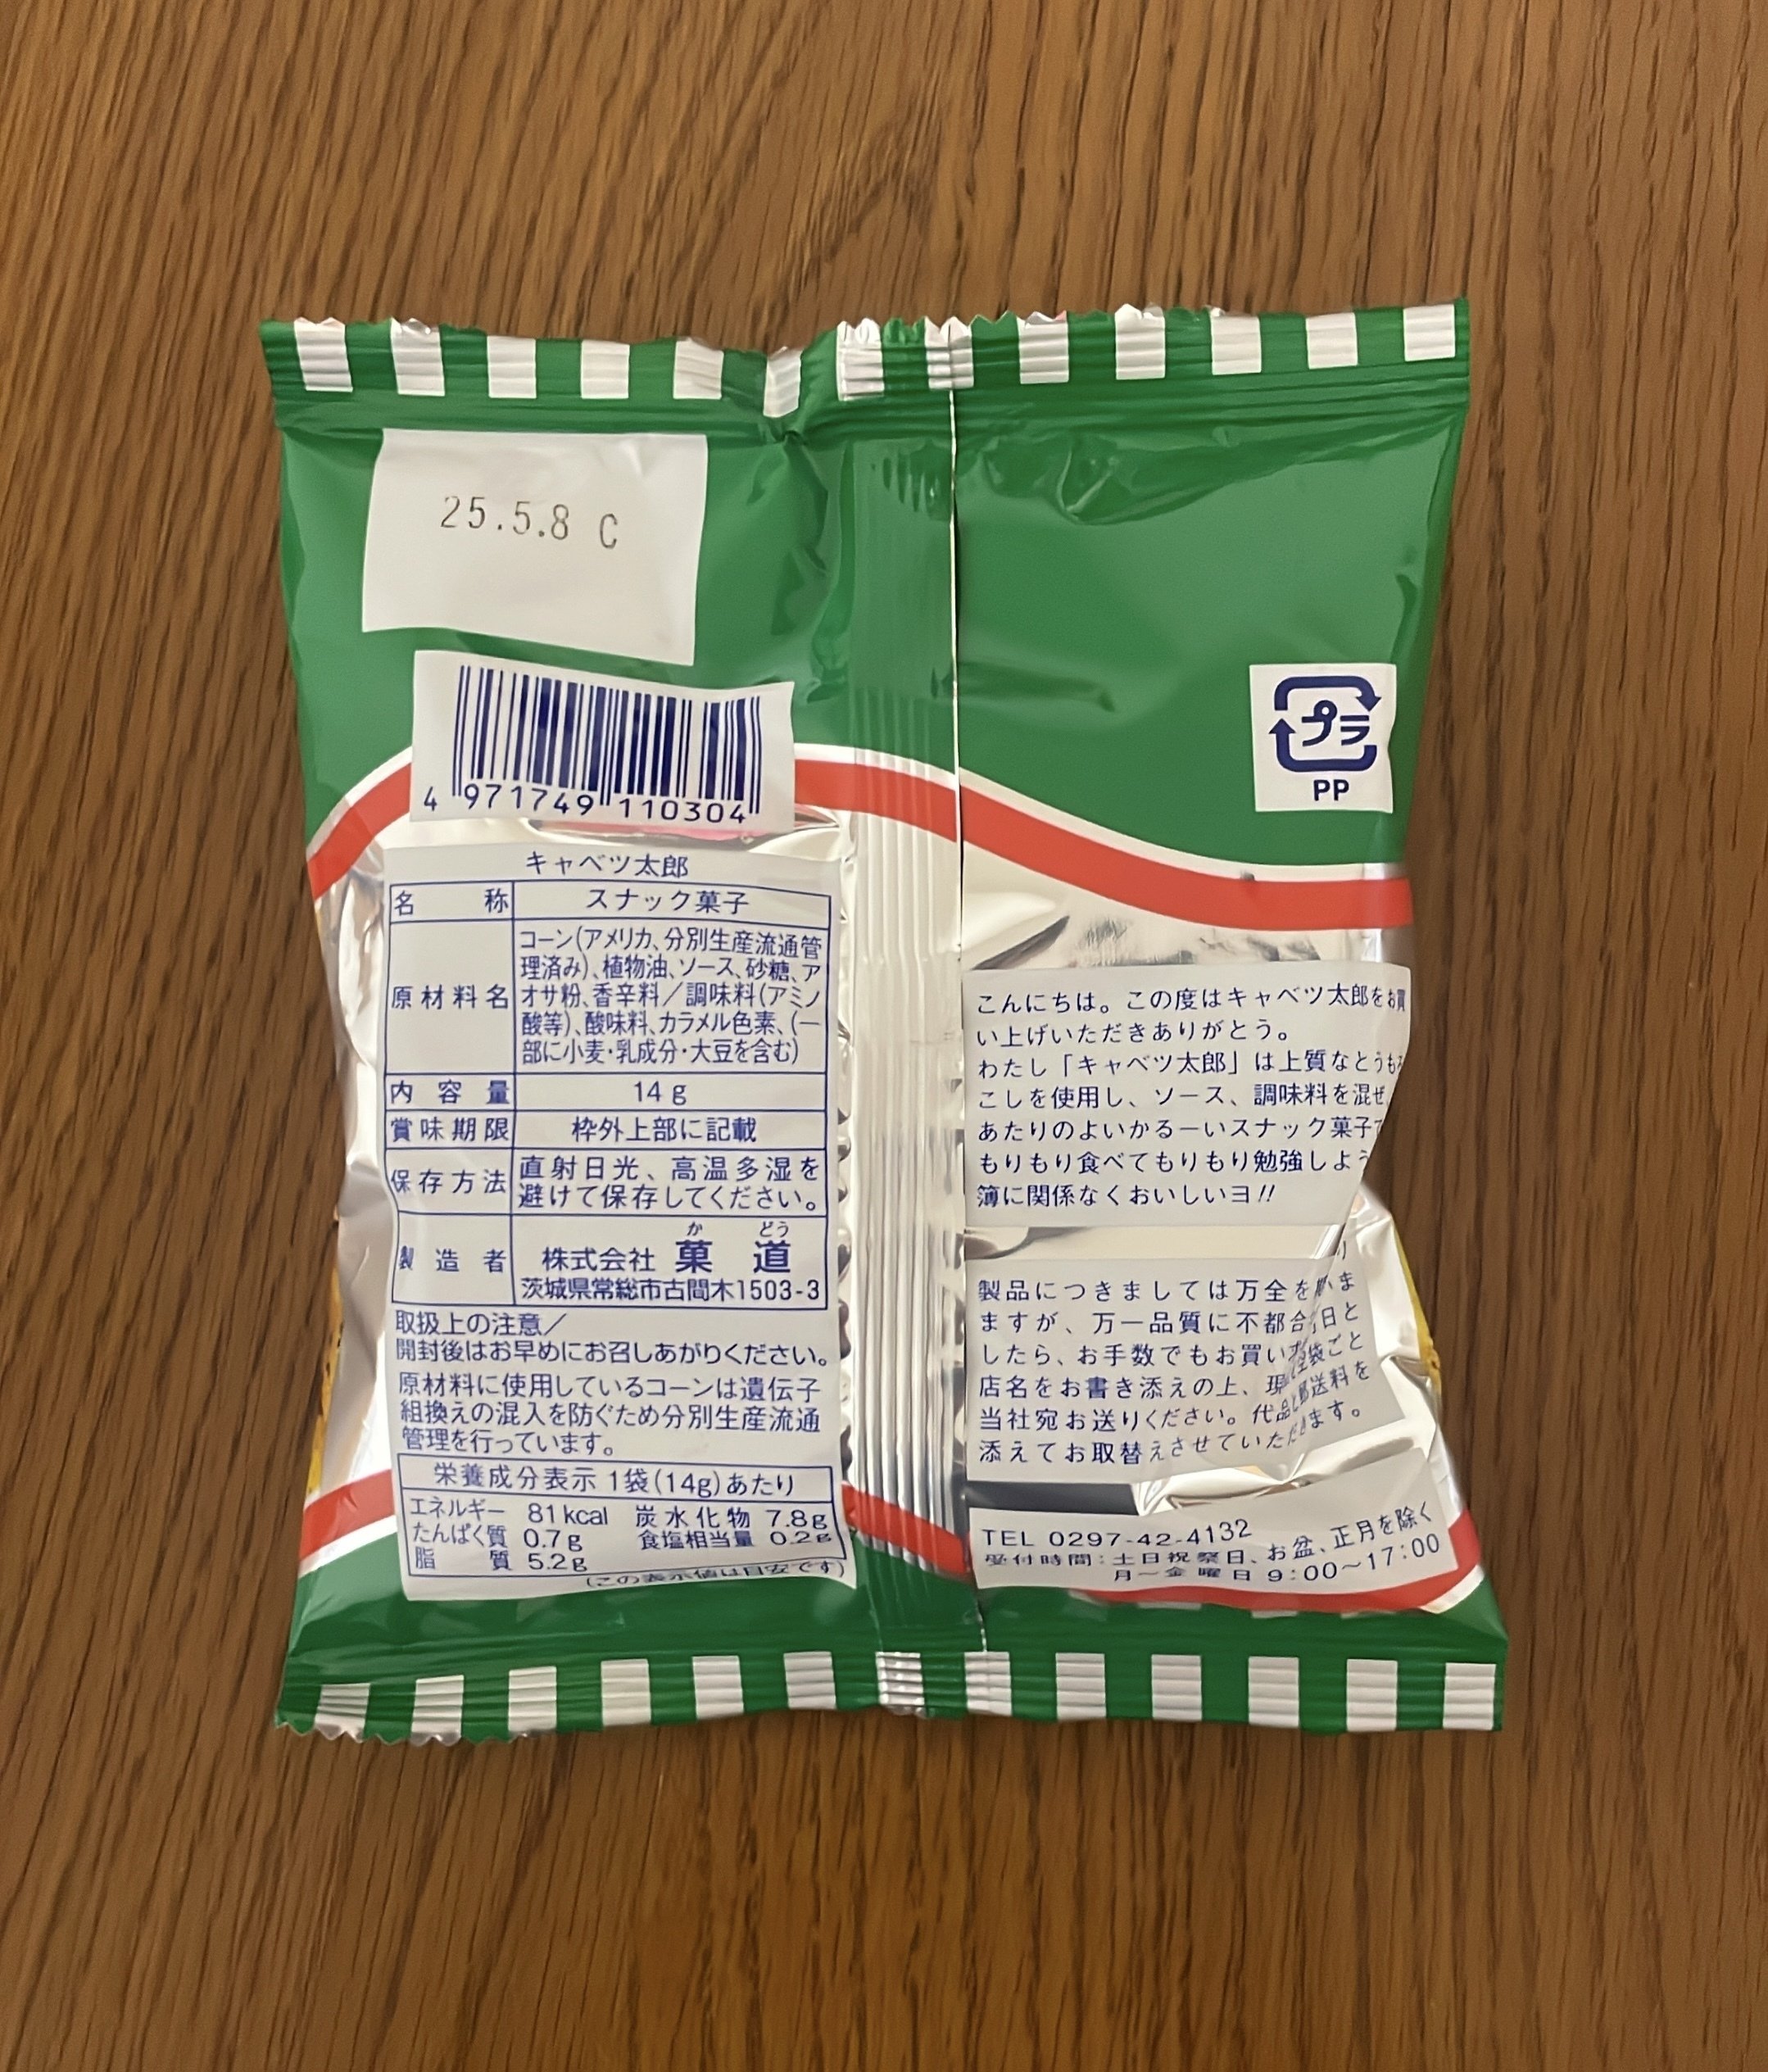 25.5.8 C
4 971749 110304
キャベツ太郎
名称 スナック菓子
原材料名 コーン(アメリカ、分別生産流通管
理済み)、植物油、ソース、砂糖、ア
オサ粉、香辛料／調味料(アミノ
酸等)、酸味料、カラメル色素、(一
部に小麦・乳成分・大豆を含む)
内容量 14g
賞味期限 枠外上部に記載
保存方法 直射日光、高温多湿を
避けて保存してください。
か どう
製造者 株式会社 菓道
茨城県常総市古間木1503-3
取扱上の注意／
開封後はお早めにお召しあがりください。
原材料に使用しているコーンは遺伝子
組換えの混入を防ぐため分別生産流通
管理を行っています。
栄養成分表示 1袋(14g)あたり
エネルギー 81kcal 炭水化物 7.8g
たんぱく質 0.7g 食塩相当量 0.2g
脂質 5.2g
(この表示値は目安です)
プラ
PP
こんにちは。この度はキャベツ太郎をお買
い上げいただきありがとう。
わたし「キャベツ太郎」は上質なとうも
こしを使用し、ソース、調味料を混ぜ
あたりのよいかるーいスナック菓子で
もりもり食べてもりもり勉強しよう
簿に関係なくおいしいヨ!!
製品につきましては万全を
ますが、万一品質に不都合 日と
したら、お手数でもお買い 袋ごと
店名をお書き添えの上、現 送料を
当社宛お送りください。代品 ます。
添えてお取替えさせていただ
TEL 0297-42-4132
受付時間：土日祝祭日、お盆、正月を除く
月～金曜日 9:00～17:00